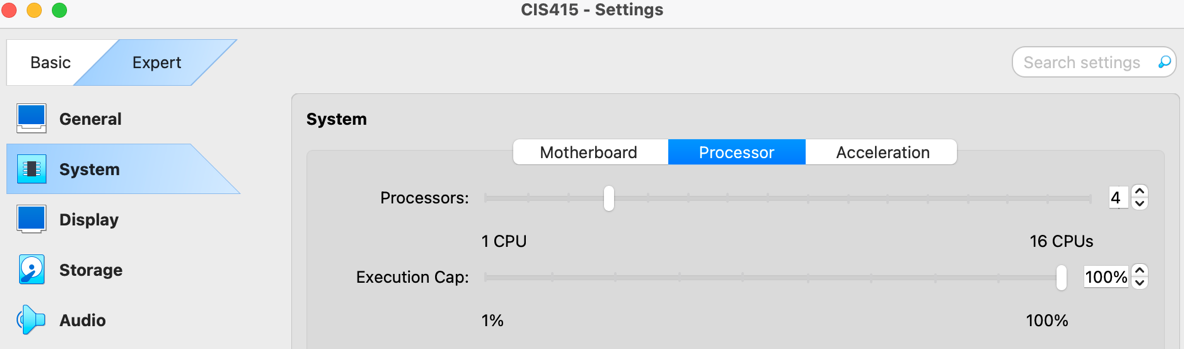 CIS415 - Settings
Basic
Expert
Search settings
General
System
Display
Storage
Audio
System
Motherboard
Processor
Acceleration
Processors:
4
1 CPU
16 CPUs
Execution Cap:
100%
1%
100%